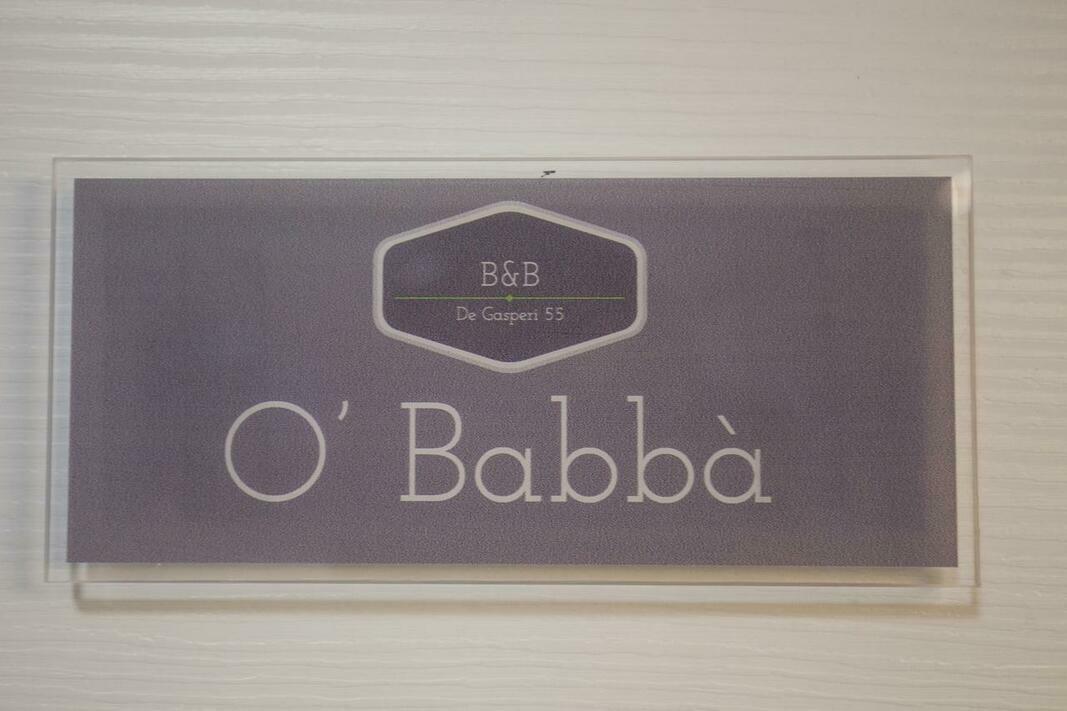 B&B
De Gasperi 55
O' Babbà